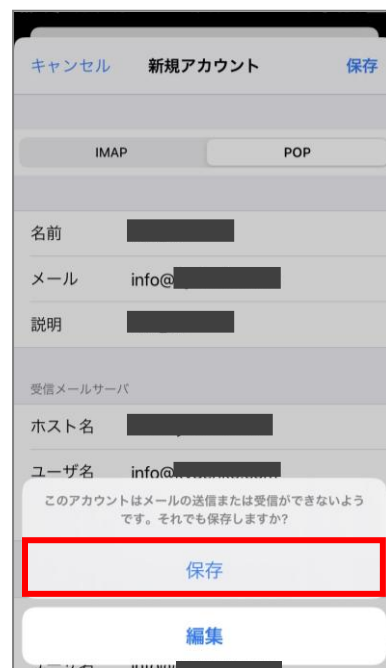 キャンセル 新規アカウント 保存
IMAP POP
名前
メール info@
説明
受信メールサーバ
ホスト名
ユーザ名 info@
このアカウントはメールの送信または受信ができないよう
です。それでも保存しますか?
保存
編集